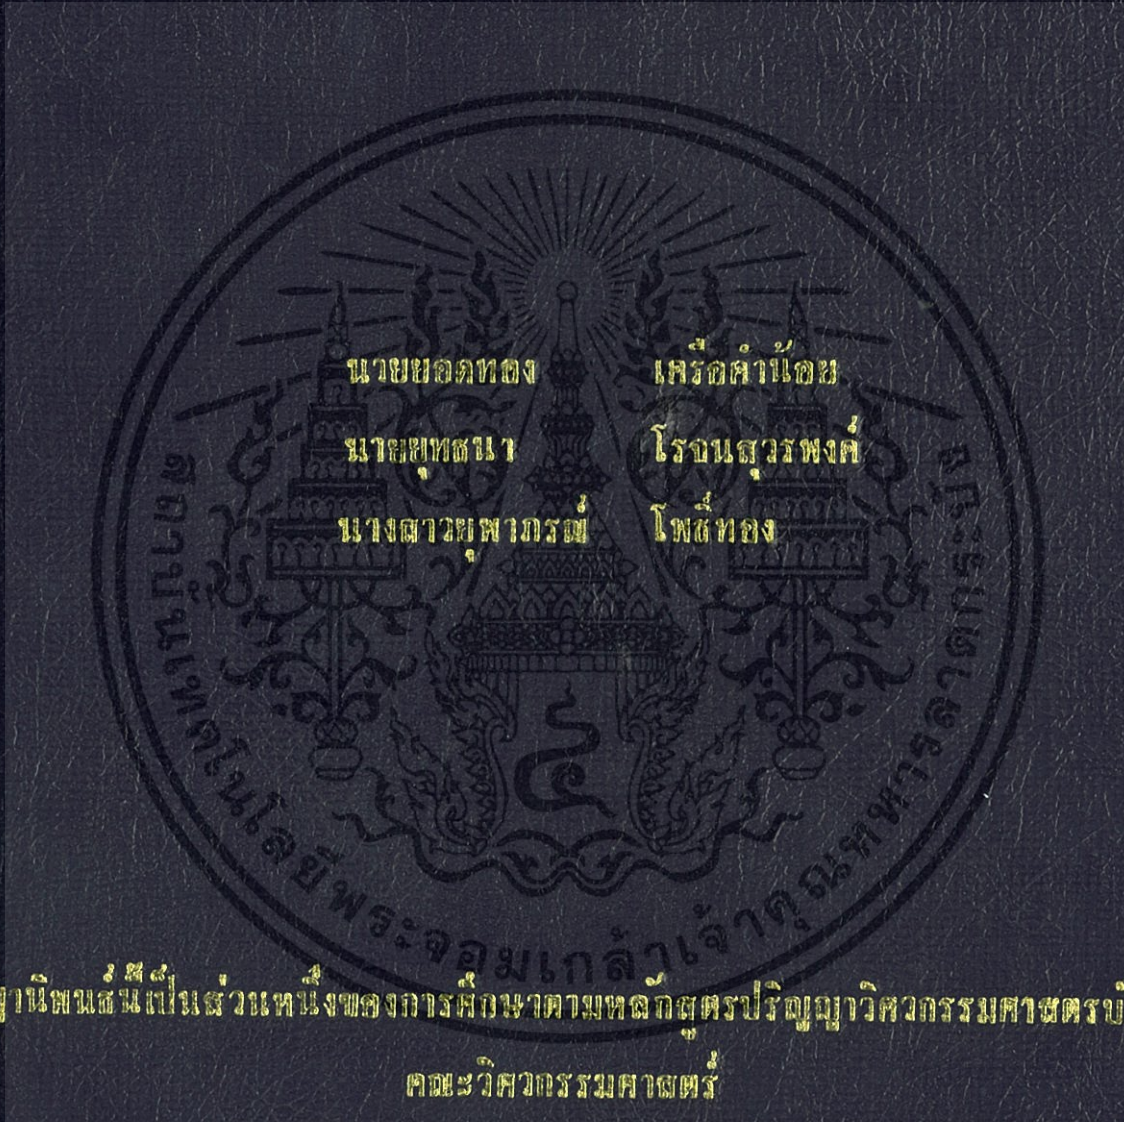 สถาบันเทคโนโลยีพระจอมเกล้าเจ้าคุณทหารลาดกระบัง
นายยอดทอง เครือคำน้อย
นายยุทธนา โรจนสุวรพงศ์
นางสาวยุพาภรณ์ โพธิ์ทอง
ญานิพนธ์นี้เป็นส่วนหนึ่งของการศึกษาตามหลักสูตรปริญญาวิศวกรรมศาสตรบั
คณะวิศวกรรมศาสตร์